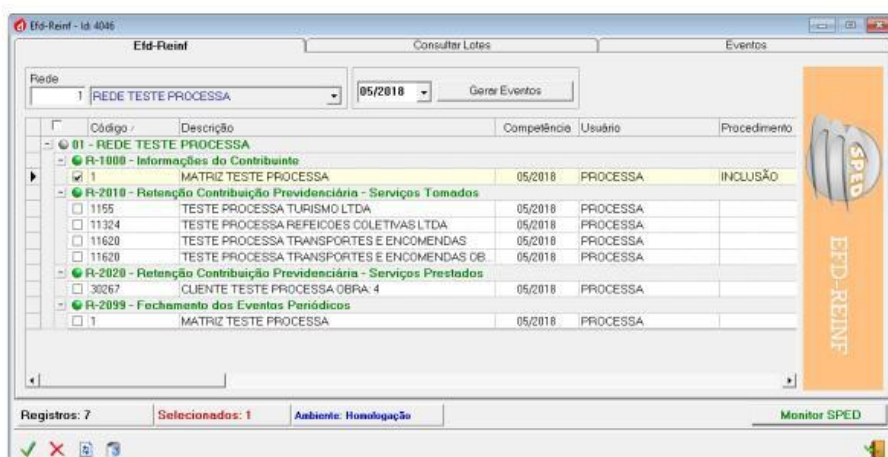 Efd-Reinf - Id: 4046
Efd-Reinf Consultar Lotes Eventos
Rede
1 REDE TESTE PROCESSA 05/2018 Gerar Eventos
Código Descrição Competência Usuário Procedimento
01 - REDE TESTE PROCESSA
R-1000 - Informações do Contribuinte
1 MATRIZ TESTE PROCESSA 05/2018 PROCESSA INCLUSÃO
R-2010 - Retenção Contribuição Previdenciária - Serviços Tomados
1155 TESTE PROCESSA TURISMO LTDA 05/2018 PROCESSA
11324 TESTE PROCESSA REFEICOES COLETIVAS LTDA 05/2018 PROCESSA
11620 TESTE PROCESSA TRANSPORTES E ENCOMENDAS 05/2018 PROCESSA
11620 TESTE PROCESSA TRANSPORTES E ENCOMENDAS OB... 05/2018 PROCESSA
R-2020 - Retenção Contribuição Previdenciária - Serviços Prestados
30267 CLIENTE TESTE PROCESSA OBRA: 4 05/2018 PROCESSA
R-2099 - Fechamento dos Eventos Periódicos
1 MATRIZ TESTE PROCESSA 05/2018 PROCESSA
SPED
EFD-REINF
Registros: 7 Selecionados: 1 Ambiente: Homologação Monitor SPED